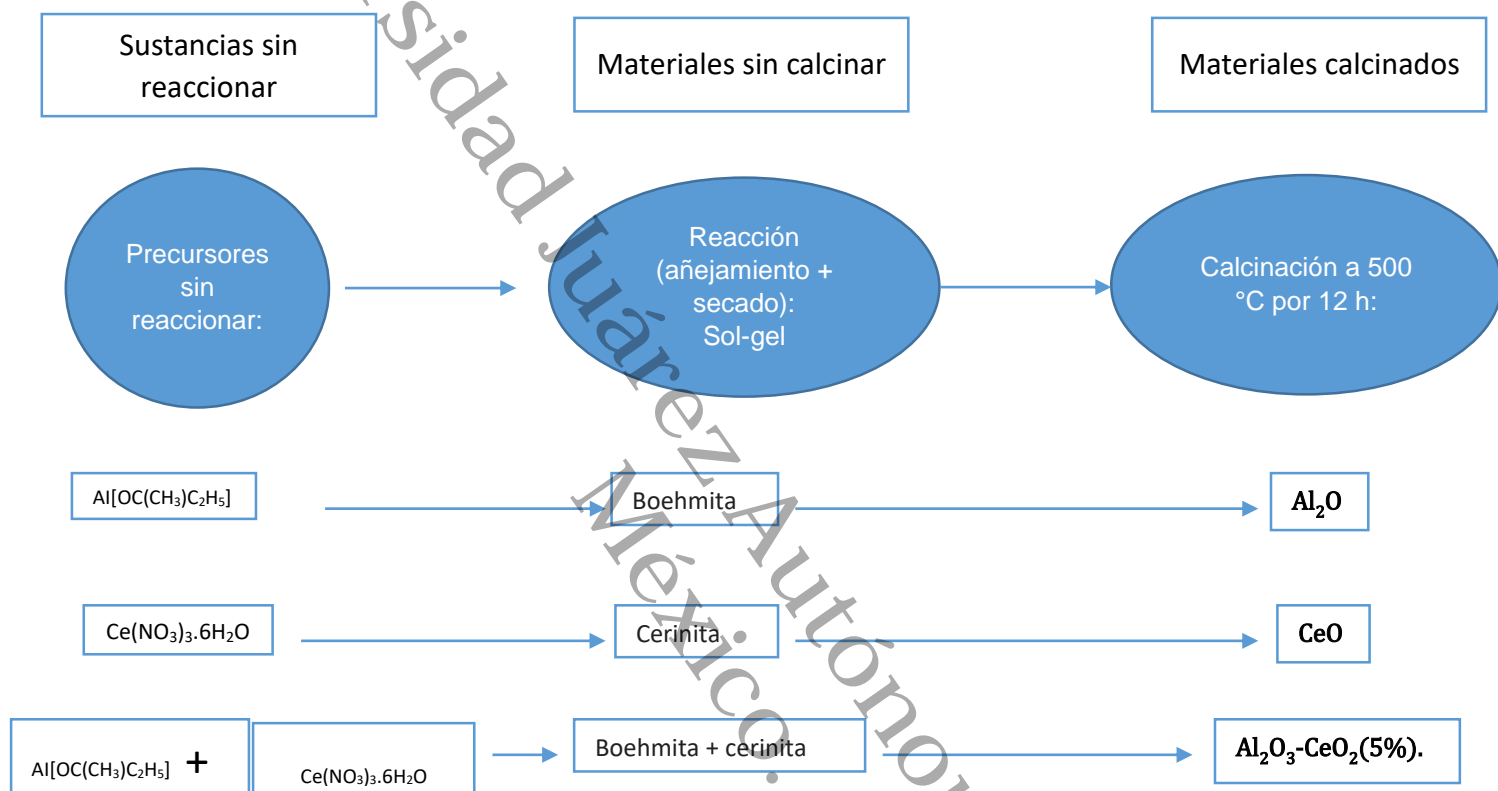 Sustancias sin
reaccionar
Materiales sin calcinar
Materiales calcinados
Precursores
sin
reaccionar:
Reacción
(añejamiento +
secado):
Sol-gel
Calcinación a 500
°C por 12 h:
Al[OC(CH₃)C₂H₅]
Boehmita
Al₂O
Ce(NO₃)₃.6H₂O
Cerinita
CeO
Al[OC(CH₃)C₂H₅] +
Ce(NO₃)₃.6H₂O
Boehmita + cerinita
Al₂O₃-CeO₂(5%).
sidad Juárez Autónom
México.